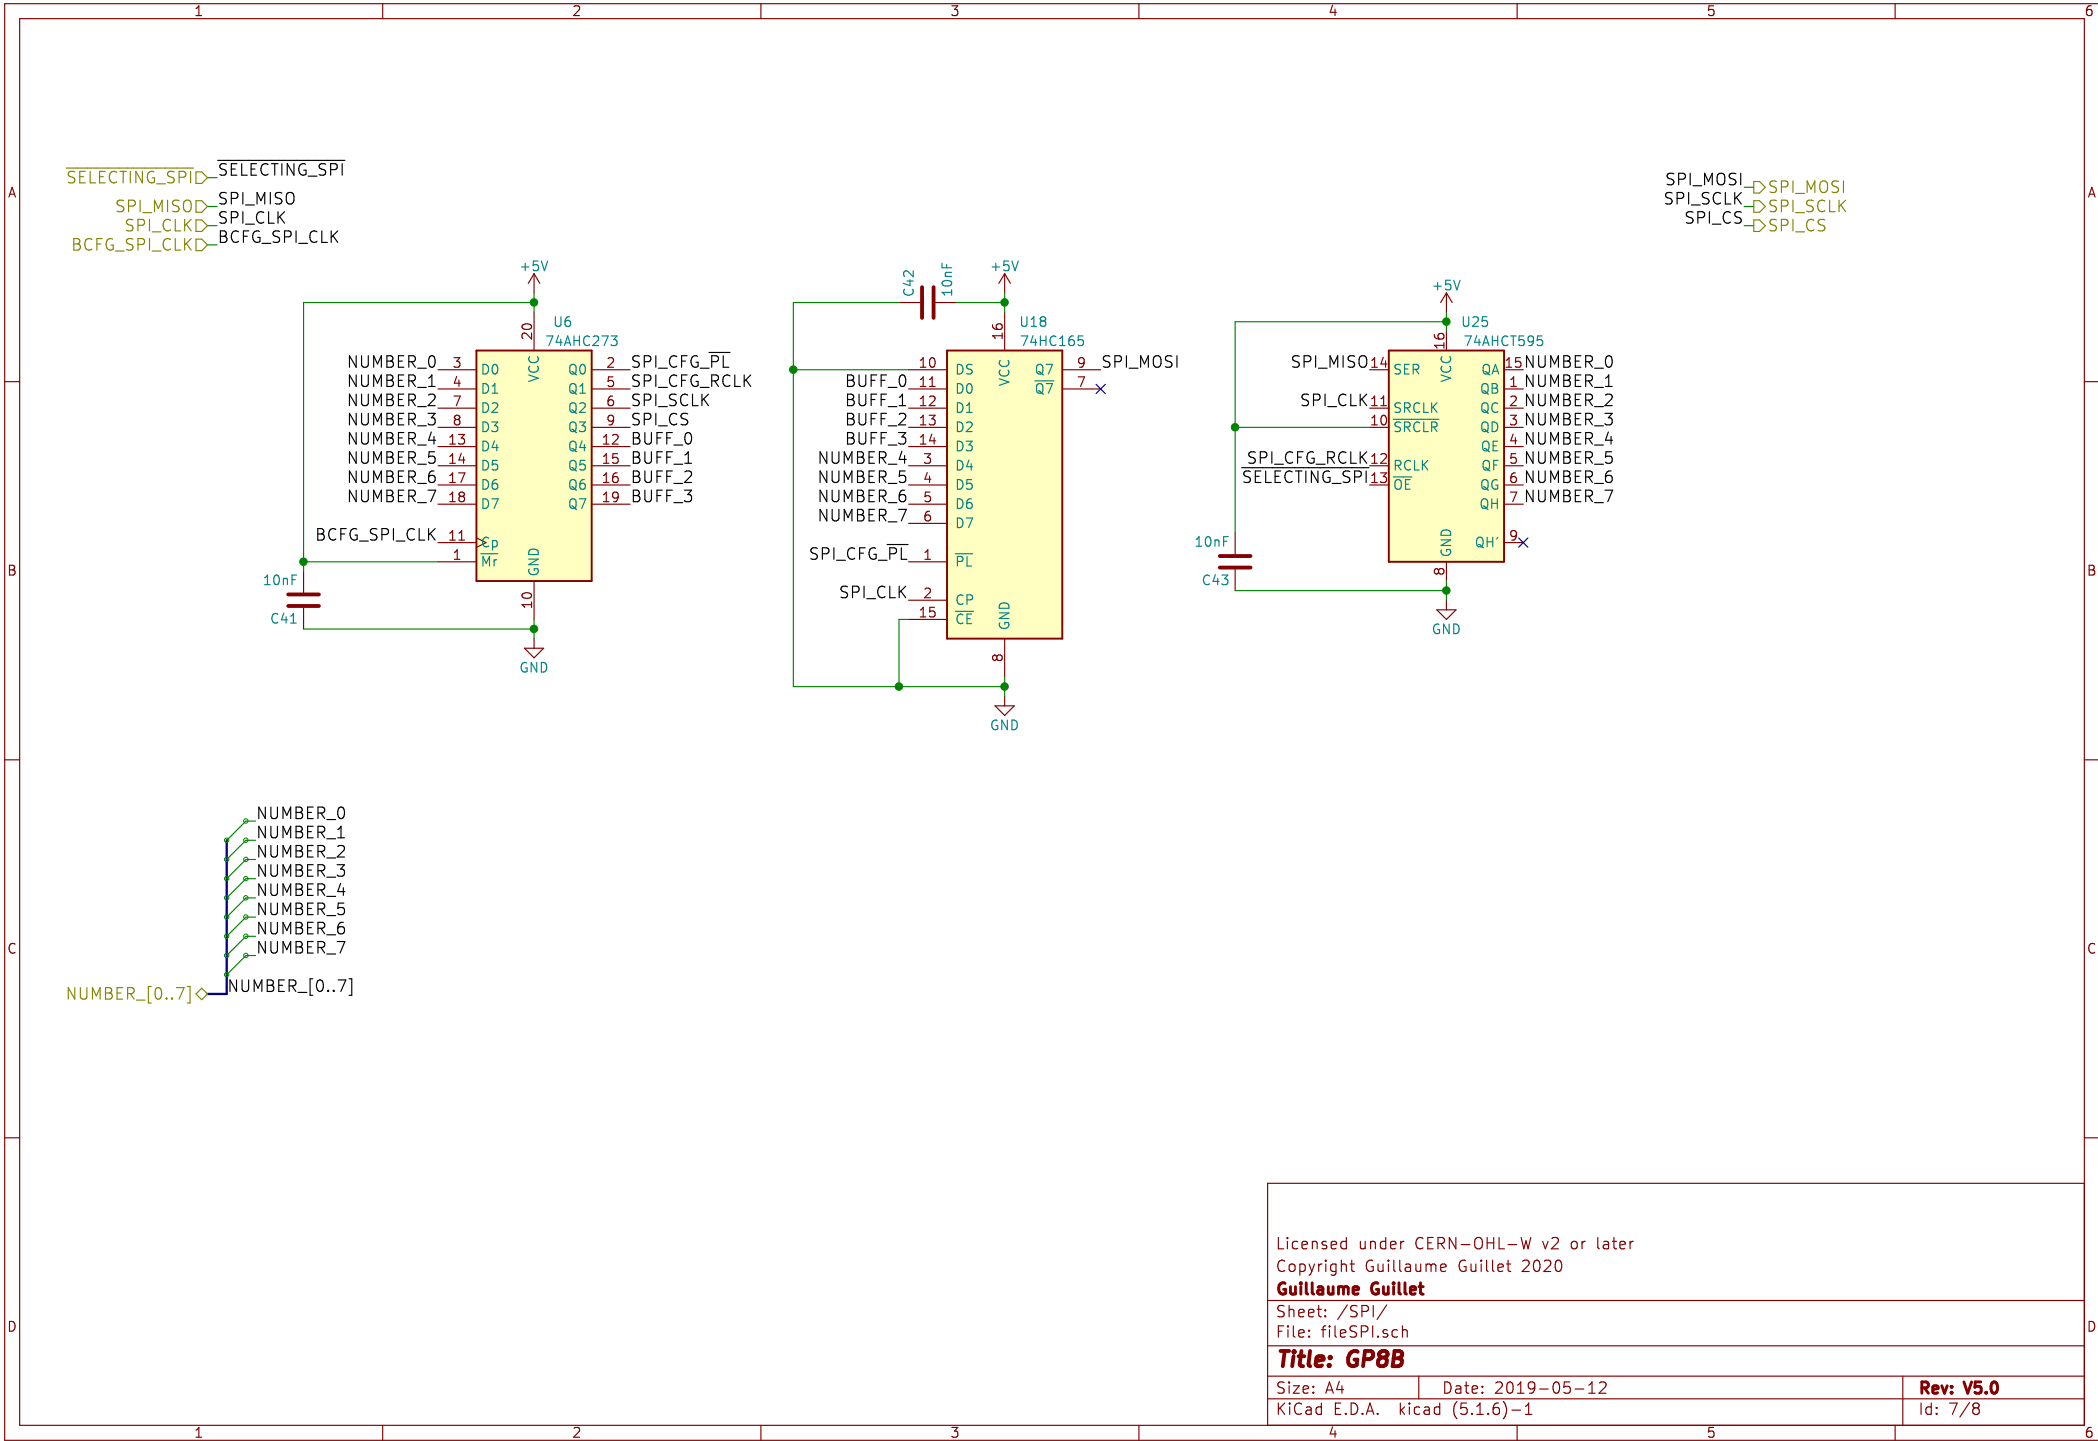 1 2 3 4 5 6
A
B
C
D
SELECTING_SPI SELECTING_SPI
SPI_MISO SPI_MISO
SPI_CLK SPI_CLK
BCFG_SPI_CLK BCFG_SPI_CLK
SPI_MOSI SPI_MOSI
SPI_SCLK SPI_SCLK
SPI_CS SPI_CS
+5V
U6
74AHC273
20
VCC
NUMBER_0 3 D0 Q0 2 SPI_CFG_PL
NUMBER_1 4 D1 Q1 5 SPI_CFG_RCLK
NUMBER_2 7 D2 Q2 6 SPI_SCLK
NUMBER_3 8 D3 Q3 9 SPI_CS
NUMBER_4 13 D4 Q4 12 BUFF_0
NUMBER_5 14 D5 Q5 15 BUFF_1
NUMBER_6 17 D6 Q6 16 BUFF_2
NUMBER_7 18 D7 Q7 19 BUFF_3
BCFG_SPI_CLK 11 Cp
1 Mr
GND
10
10nF
C41
GND
C42
10nF
+5V
U18
74HC165
16
VCC
10 DS Q7 9 SPI_MOSI
BUFF_0 11 D0 Q7 7
BUFF_1 12 D1
BUFF_2 13 D2
BUFF_3 14 D3
NUMBER_4 3 D4
NUMBER_5 4 D5
NUMBER_6 5 D6
NUMBER_7 6 D7
SPI_CFG_PL 1 PL
SPI_CLK 2 CP
15 CE
GND
8
GND
+5V
U25
74AHCT595
16
VCC
SPI_MISO 14 SER QA 15 NUMBER_0
QB 1 NUMBER_1
SPI_CLK 11 SRCLK QC 2 NUMBER_2
10 SRCLR QD 3 NUMBER_3
QE 4 NUMBER_4
SPI_CFG_RCLK 12 RCLK QF 5 NUMBER_5
SELECTING_SPI 13 OE QG 6 NUMBER_6
QH 7 NUMBER_7
QH' 9
GND
8
10nF
C43
GND
NUMBER_0
NUMBER_1
NUMBER_2
NUMBER_3
NUMBER_4
NUMBER_5
NUMBER_6
NUMBER_7
NUMBER_[0..7] NUMBER_[0..7]
Licensed under CERN-OHL-W v2 or later
Copyright Guillaume Guillet 2020
Guillaume Guillet
Sheet: /SPI/
File: fileSPI.sch
Title: GP8B
Size: A4 Date: 2019-05-12 Rev: V5.0
KiCad E.D.A. kicad (5.1.6)-1 Id: 7/8
A
B
C
D
1 2 3 4 5 6